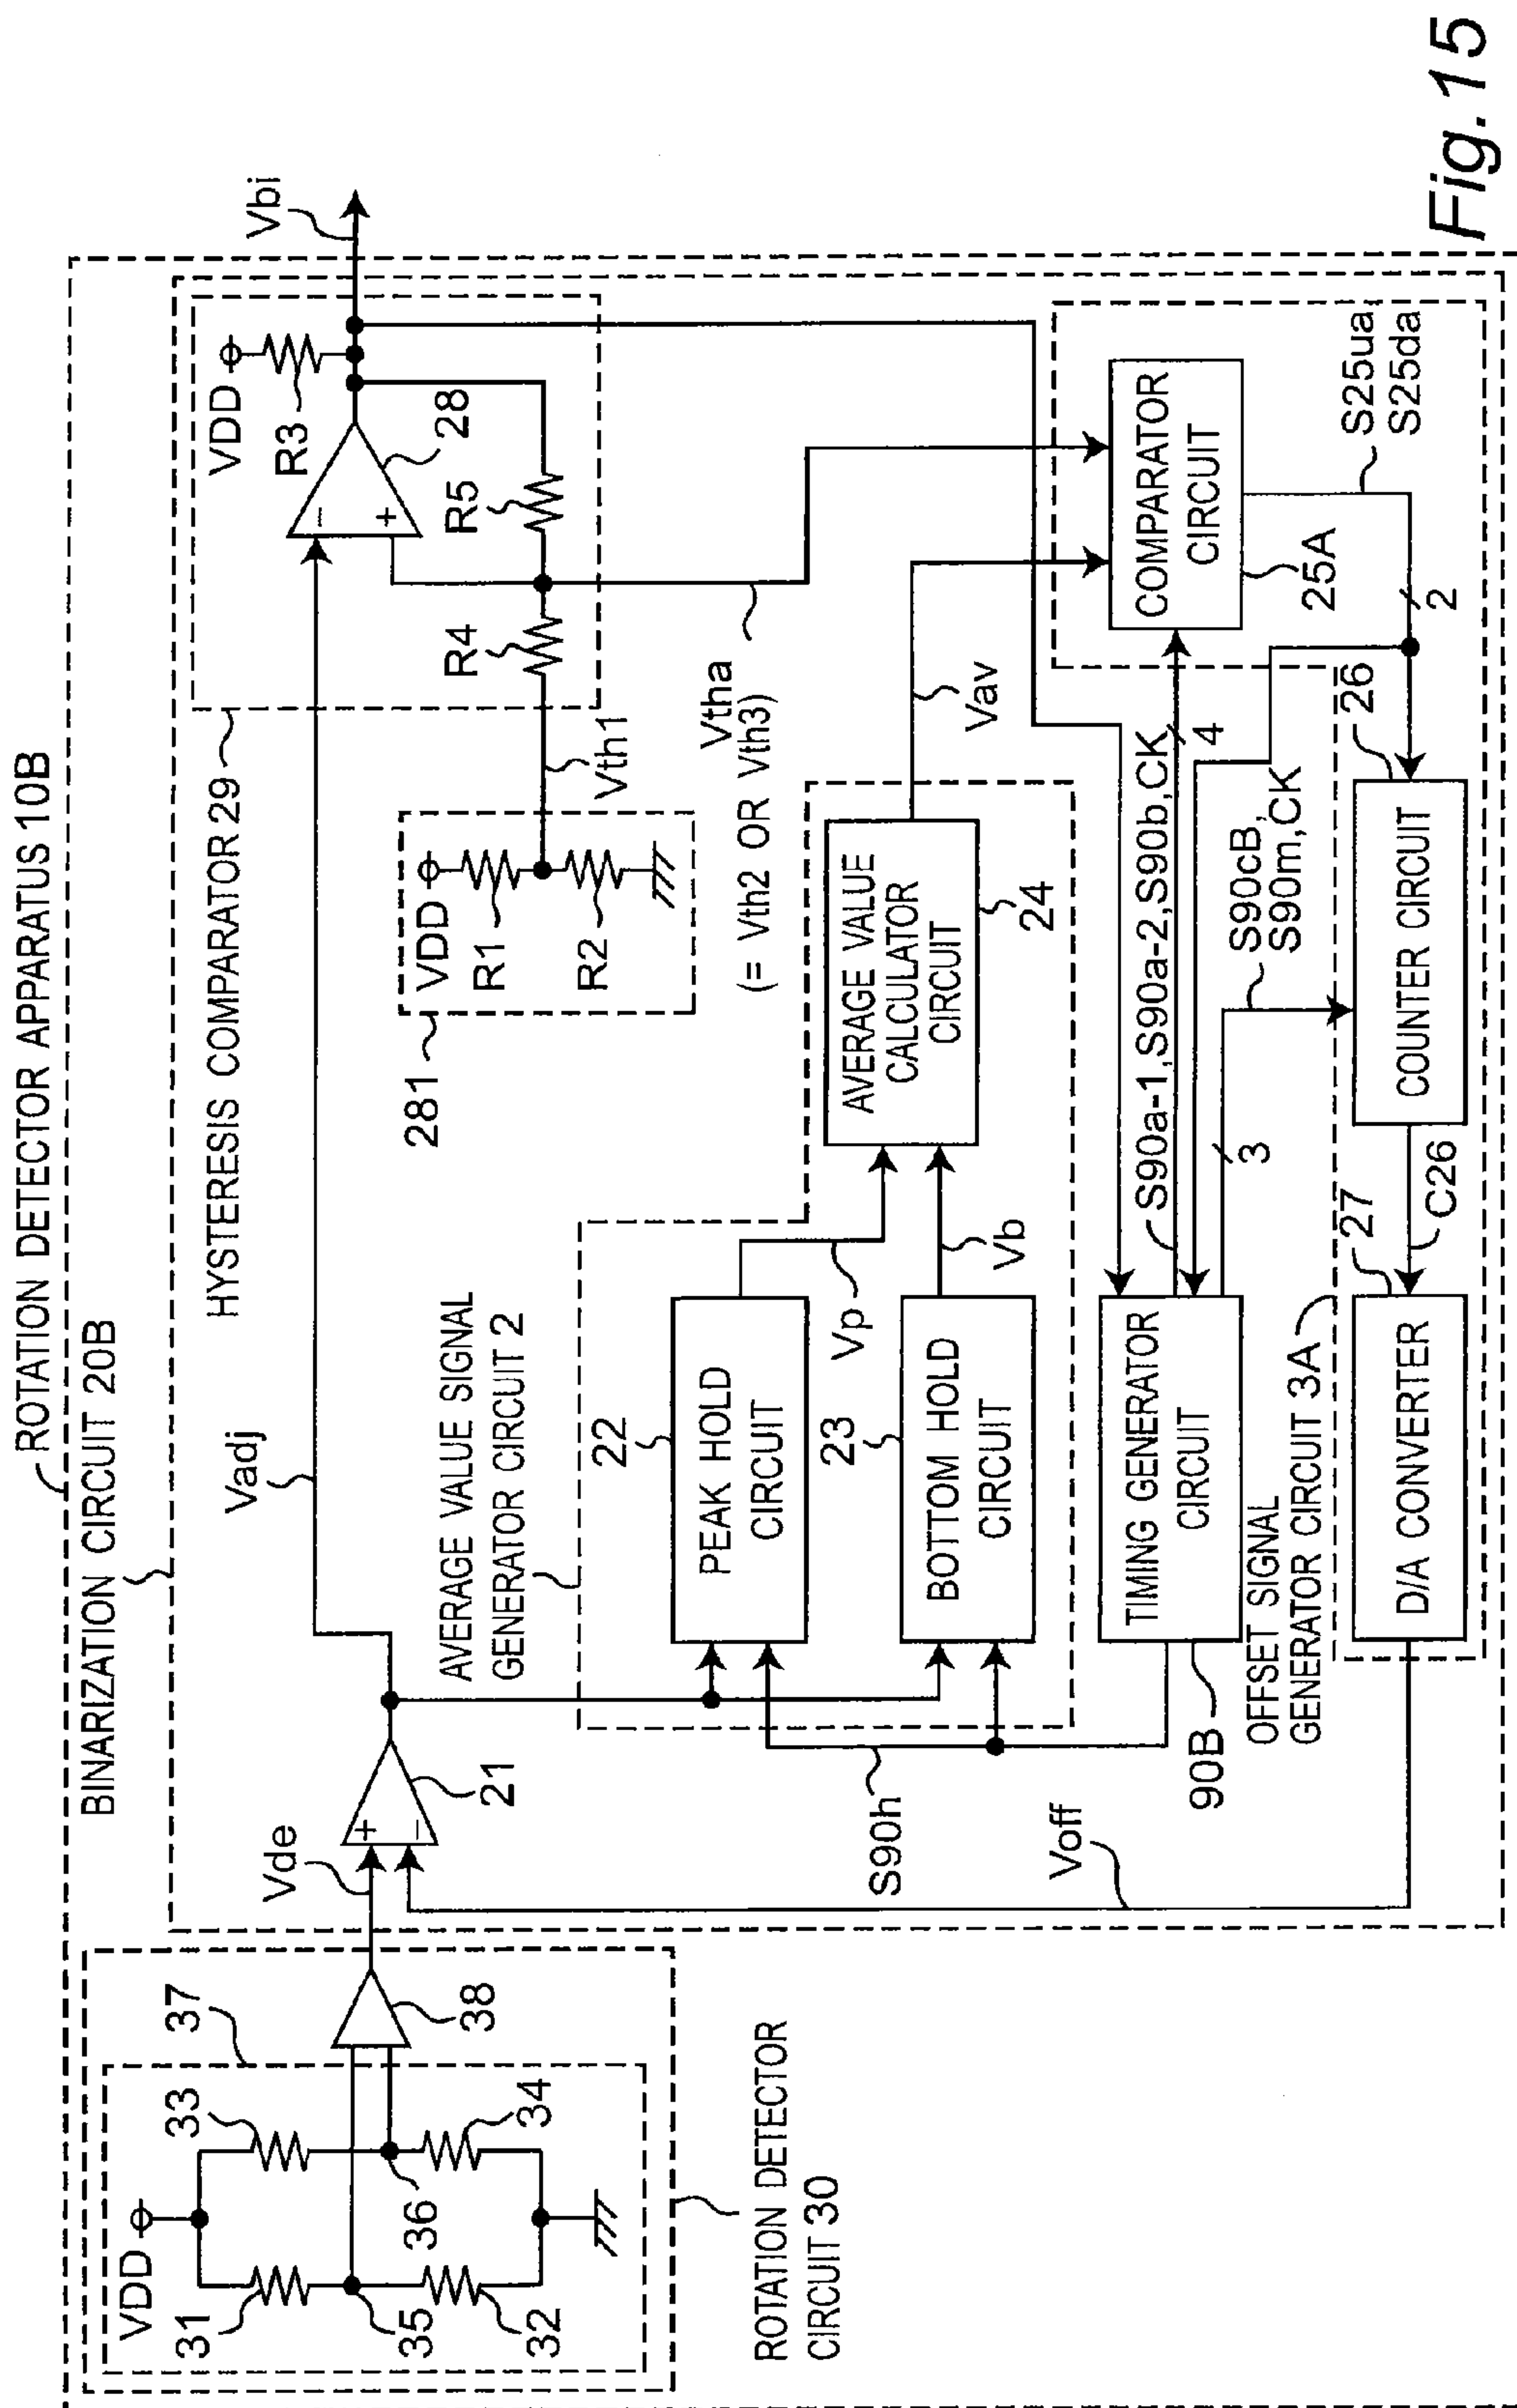 ROTATION DETECTOR APPARATUS 10B
BINARIZATION CIRCUIT 20B
HYSTERESIS COMPARATOR 29
VDD
31
33
37
32
34
35
36
38
ROTATION DETECTOR
CIRCUIT 30
Vde
+
−
21
Vadj
Voff
AVERAGE VALUE SIGNAL
GENERATOR CIRCUIT 2
22
PEAK HOLD
CIRCUIT
23
BOTTOM HOLD
CIRCUIT
S90h
Vp
Vb
AVERAGE VALUE
CALCULATOR
CIRCUIT
24
Vav
281
VDD
R1
R2
Vth1
Vtha
(= Vth2 OR Vth3)
R4
R5
−
+
28
VDD
R3
Vbi
TIMING GENERATOR
CIRCUIT
90B
S90a-1,S90a-2,S90b,CK
4
S90cB,
S90m,CK
3
COMPARATOR
CIRCUIT
25A
S25ua
S25da
2
OFFSET SIGNAL
GENERATOR CIRCUIT 3A
27
D/A CONVERTER
C26
26
COUNTER CIRCUIT
Fig.15